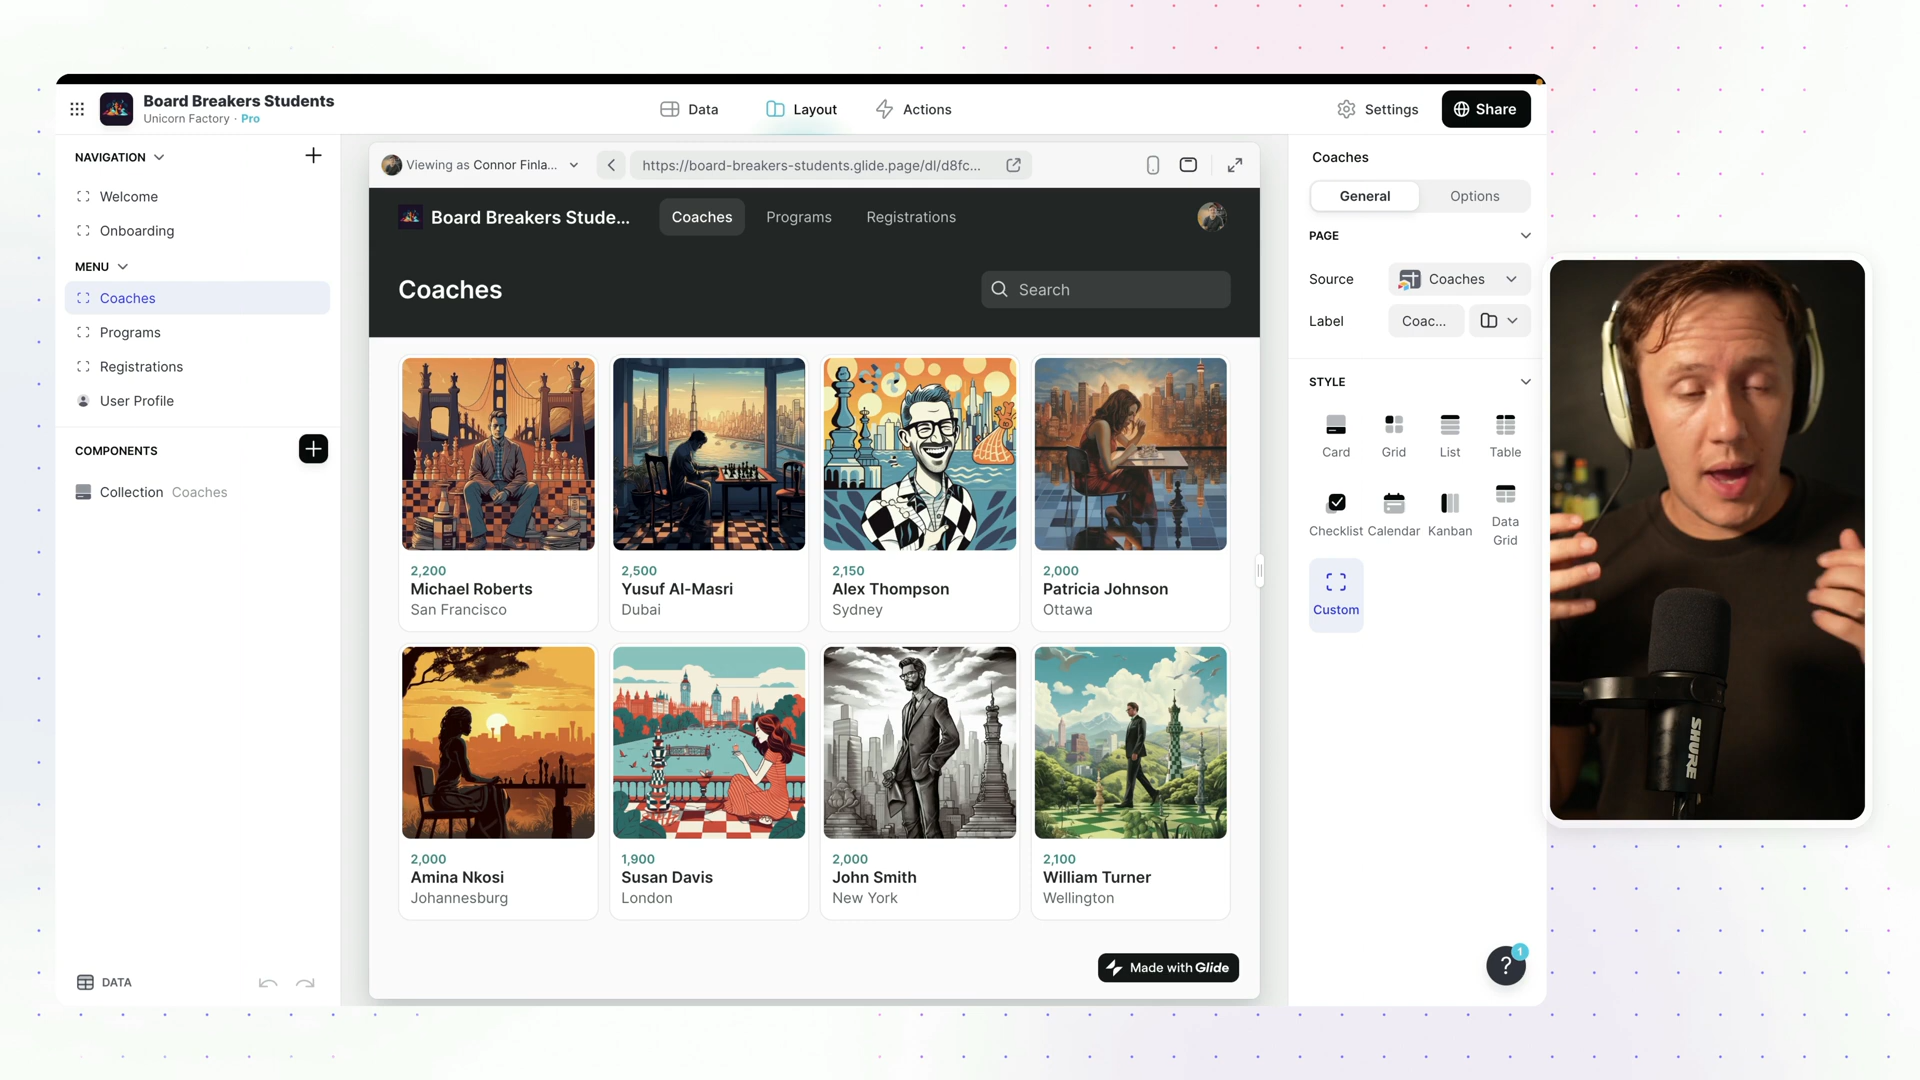 Board Breakers Students
Unicorn Factory · Pro
Data
Layout
Actions
Settings
Share
NAVIGATION
Welcome
Onboarding
MENU
Coaches
Programs
Registrations
User Profile
COMPONENTS
Collection Coaches
DATA
Viewing as Connor Finla...
https://board-breakers-students.glide.page/dl/d8fc...
Board Breakers Stude...
Coaches
Programs
Registrations
Coaches
Search
2,200
Michael Roberts
San Francisco
2,500
Yusuf Al-Masri
Dubai
2,150
Alex Thompson
Sydney
2,000
Patricia Johnson
Ottawa
2,000
Amina Nkosi
Johannesburg
1,900
Susan Davis
London
2,000
John Smith
New York
2,100
William Turner
Wellington
Made with Glide
Coaches
General
Options
PAGE
Source
Coaches
Label
Coac...
STYLE
Card
Grid
List
Table
Checklist
Calendar
Kanban
Data
Grid
Custom
?
1
SHURE